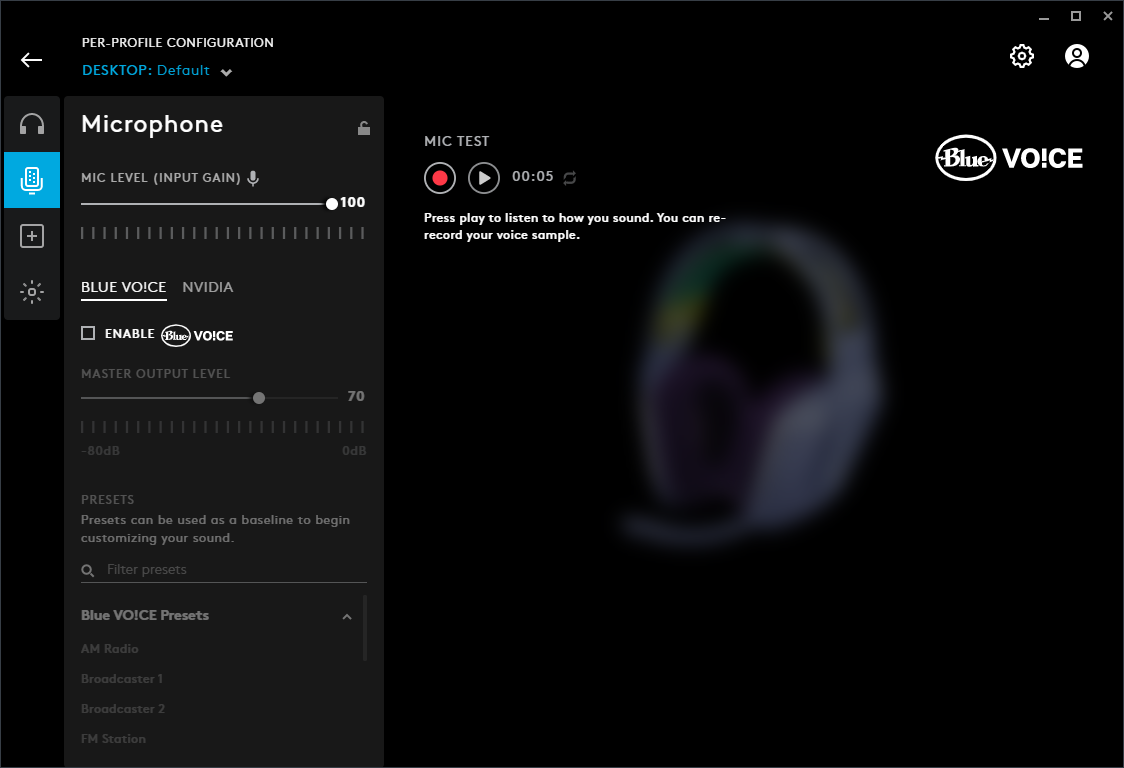 PER-PROFILE CONFIGURATION
DESKTOP: Default
Microphone
MIC LEVEL (INPUT GAIN)
100
BLUE VO!CE NVIDIA
ENABLE Blue VO!CE
MASTER OUTPUT LEVEL
70
-80dB 0dB
PRESETS
Presets can be used as a baseline to begin
customizing your sound.
Filter presets
Blue VO!CE Presets
AM Radio
Broadcaster 1
Broadcaster 2
FM Station
MIC TEST
00:05
Press play to listen to how you sound. You can re-
record your voice sample.
Blue VO!CE